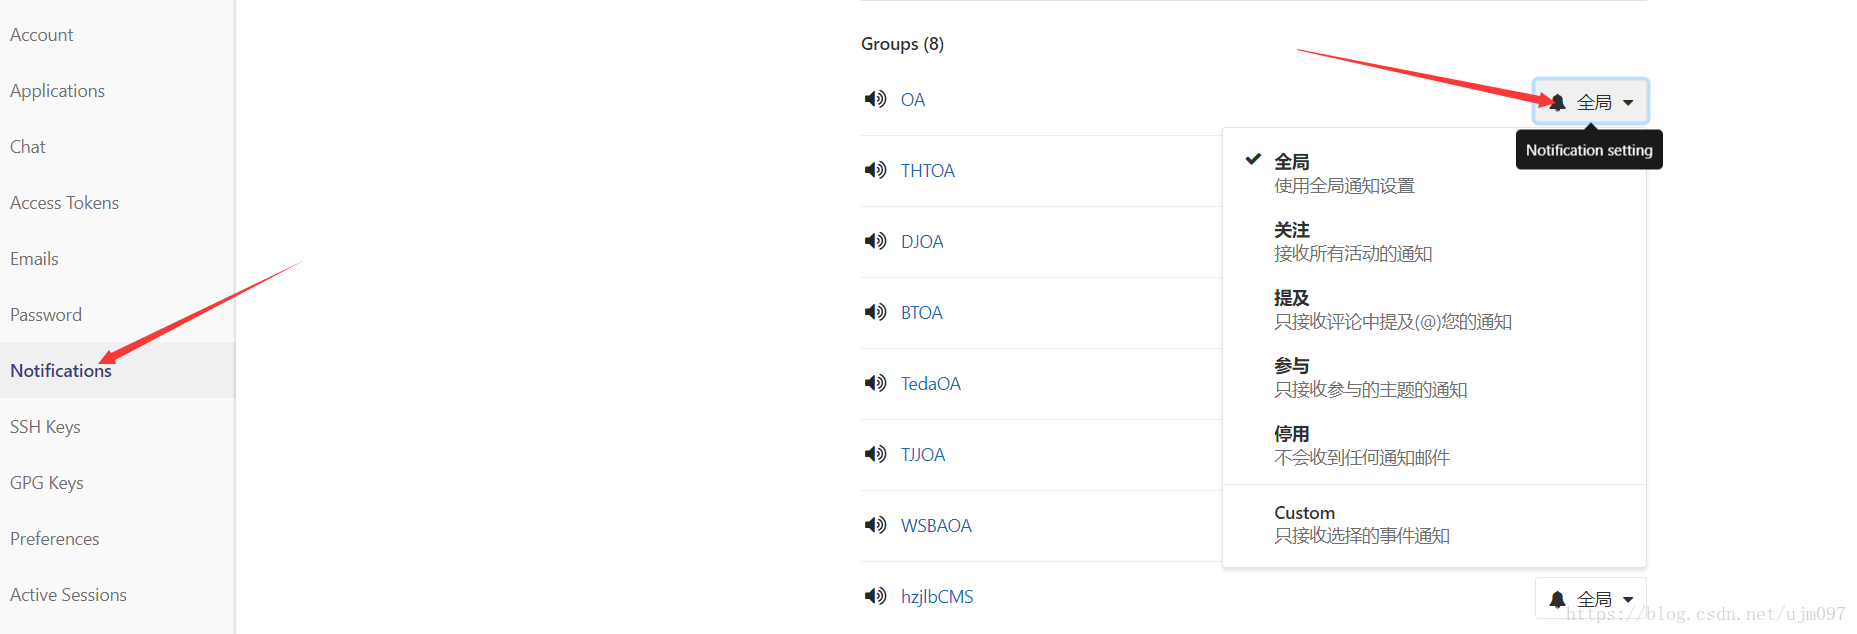 Account
Applications
Chat
Access Tokens
Emails
Password
Notifications
SSH Keys
GPG Keys
Preferences
Active Sessions
Groups (8)
OA
THTOA
DJOA
BTOA
TedaOA
TJJOA
WSBAOA
hzjlbCMS
全局
Notification setting
全局
使用全局通知设置
关注
接收所有活动的通知
提及
只接收评论中提及(@)您的通知
参与
只接收参与的主题的通知
停用
不会收到任何通知邮件
Custom
只接收选择的事件通知
全局
https://blog.csdn.net/ujm097